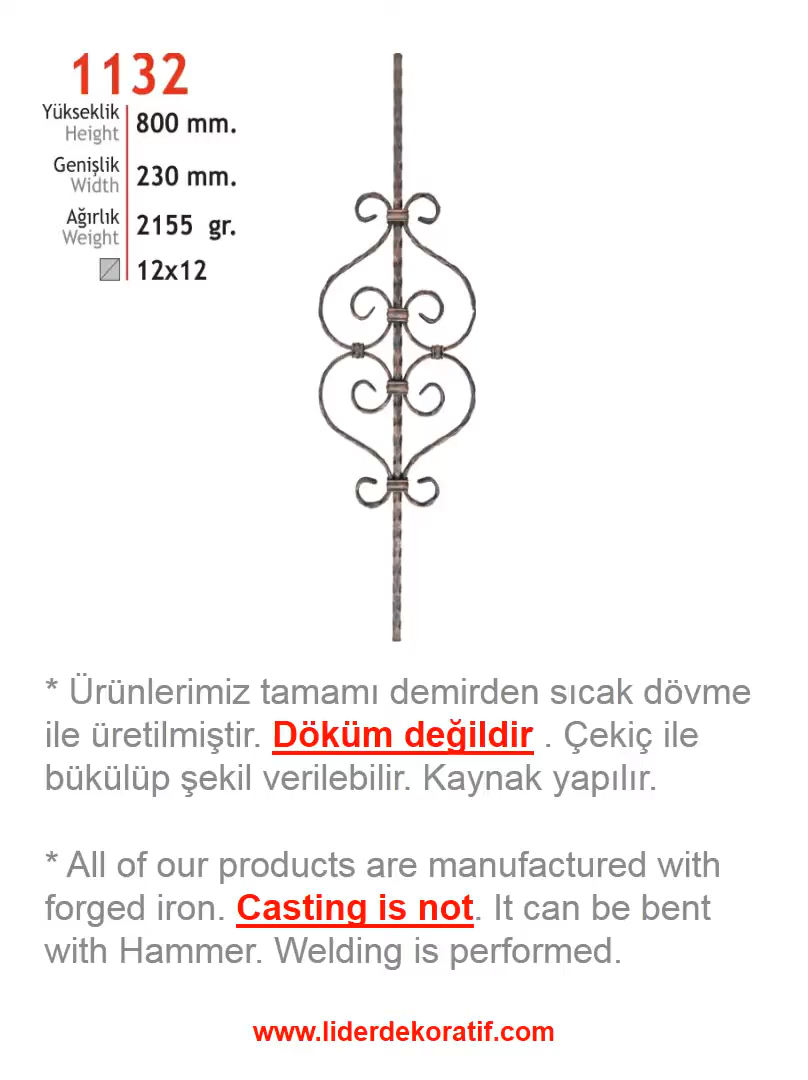 1132
Yükseklik
Height
800 mm.
Genişlik
Width
230 mm.
Ağırlık
Weight
2155 gr.
12x12
* Ürünlerimiz tamamı demirden sıcak dövme
ile üretilmiştir. Döküm değildir . Çekiç ile
bükülüp şekil verilebilir. Kaynak yapılır.
* All of our products are manufactured with
forged iron. Casting is not. It can be bent
with Hammer. Welding is performed.
www.liderdekoratif.com